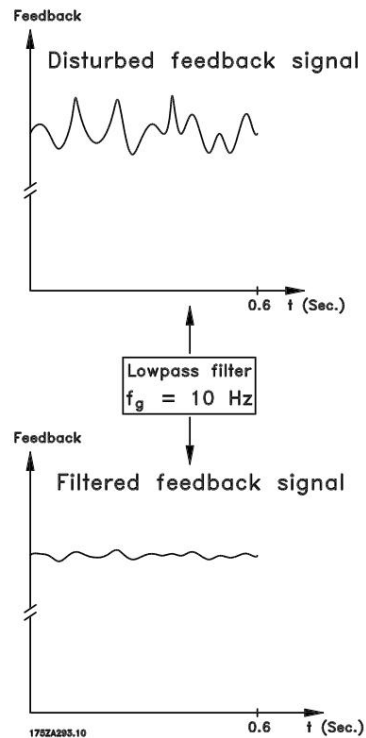 Feedback
Disturbed feedback signal
0.6 t (Sec.)
Lowpass filter
fg = 10 Hz
Feedback
Filtered feedback signal
0.6 t (Sec.)
175ZA293.10